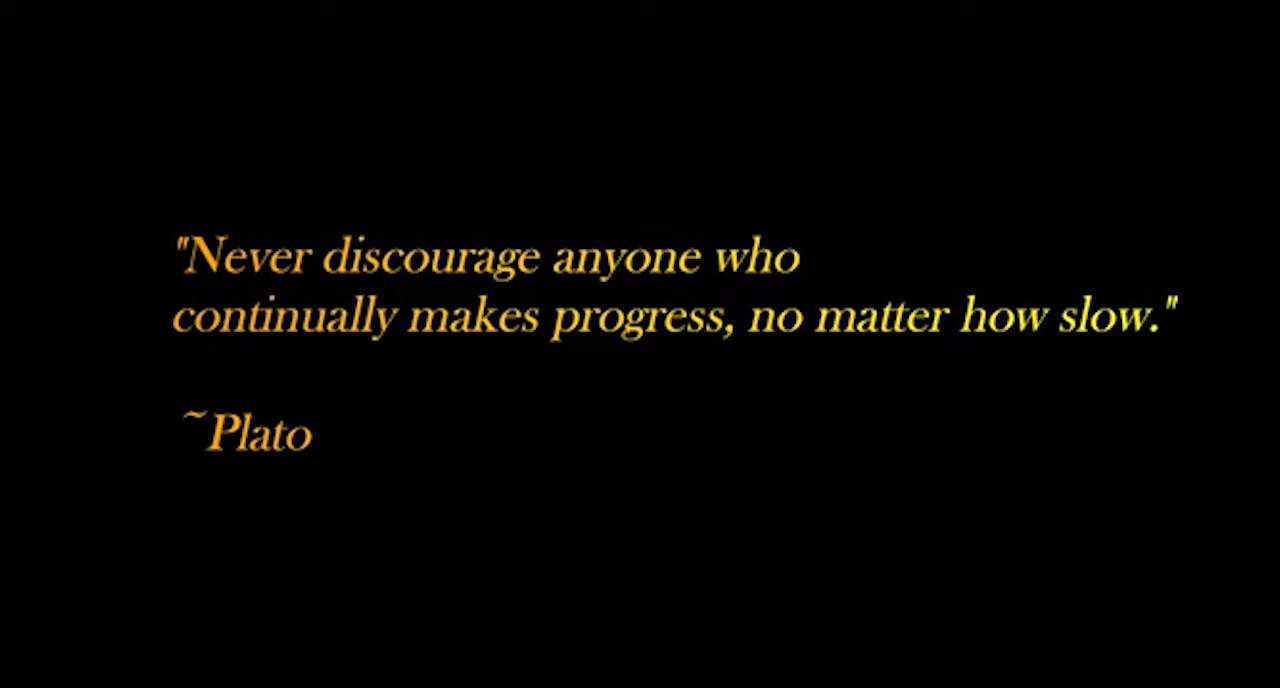 "Never discourage anyone who
continually makes progress, no matter how slow."
~Plato